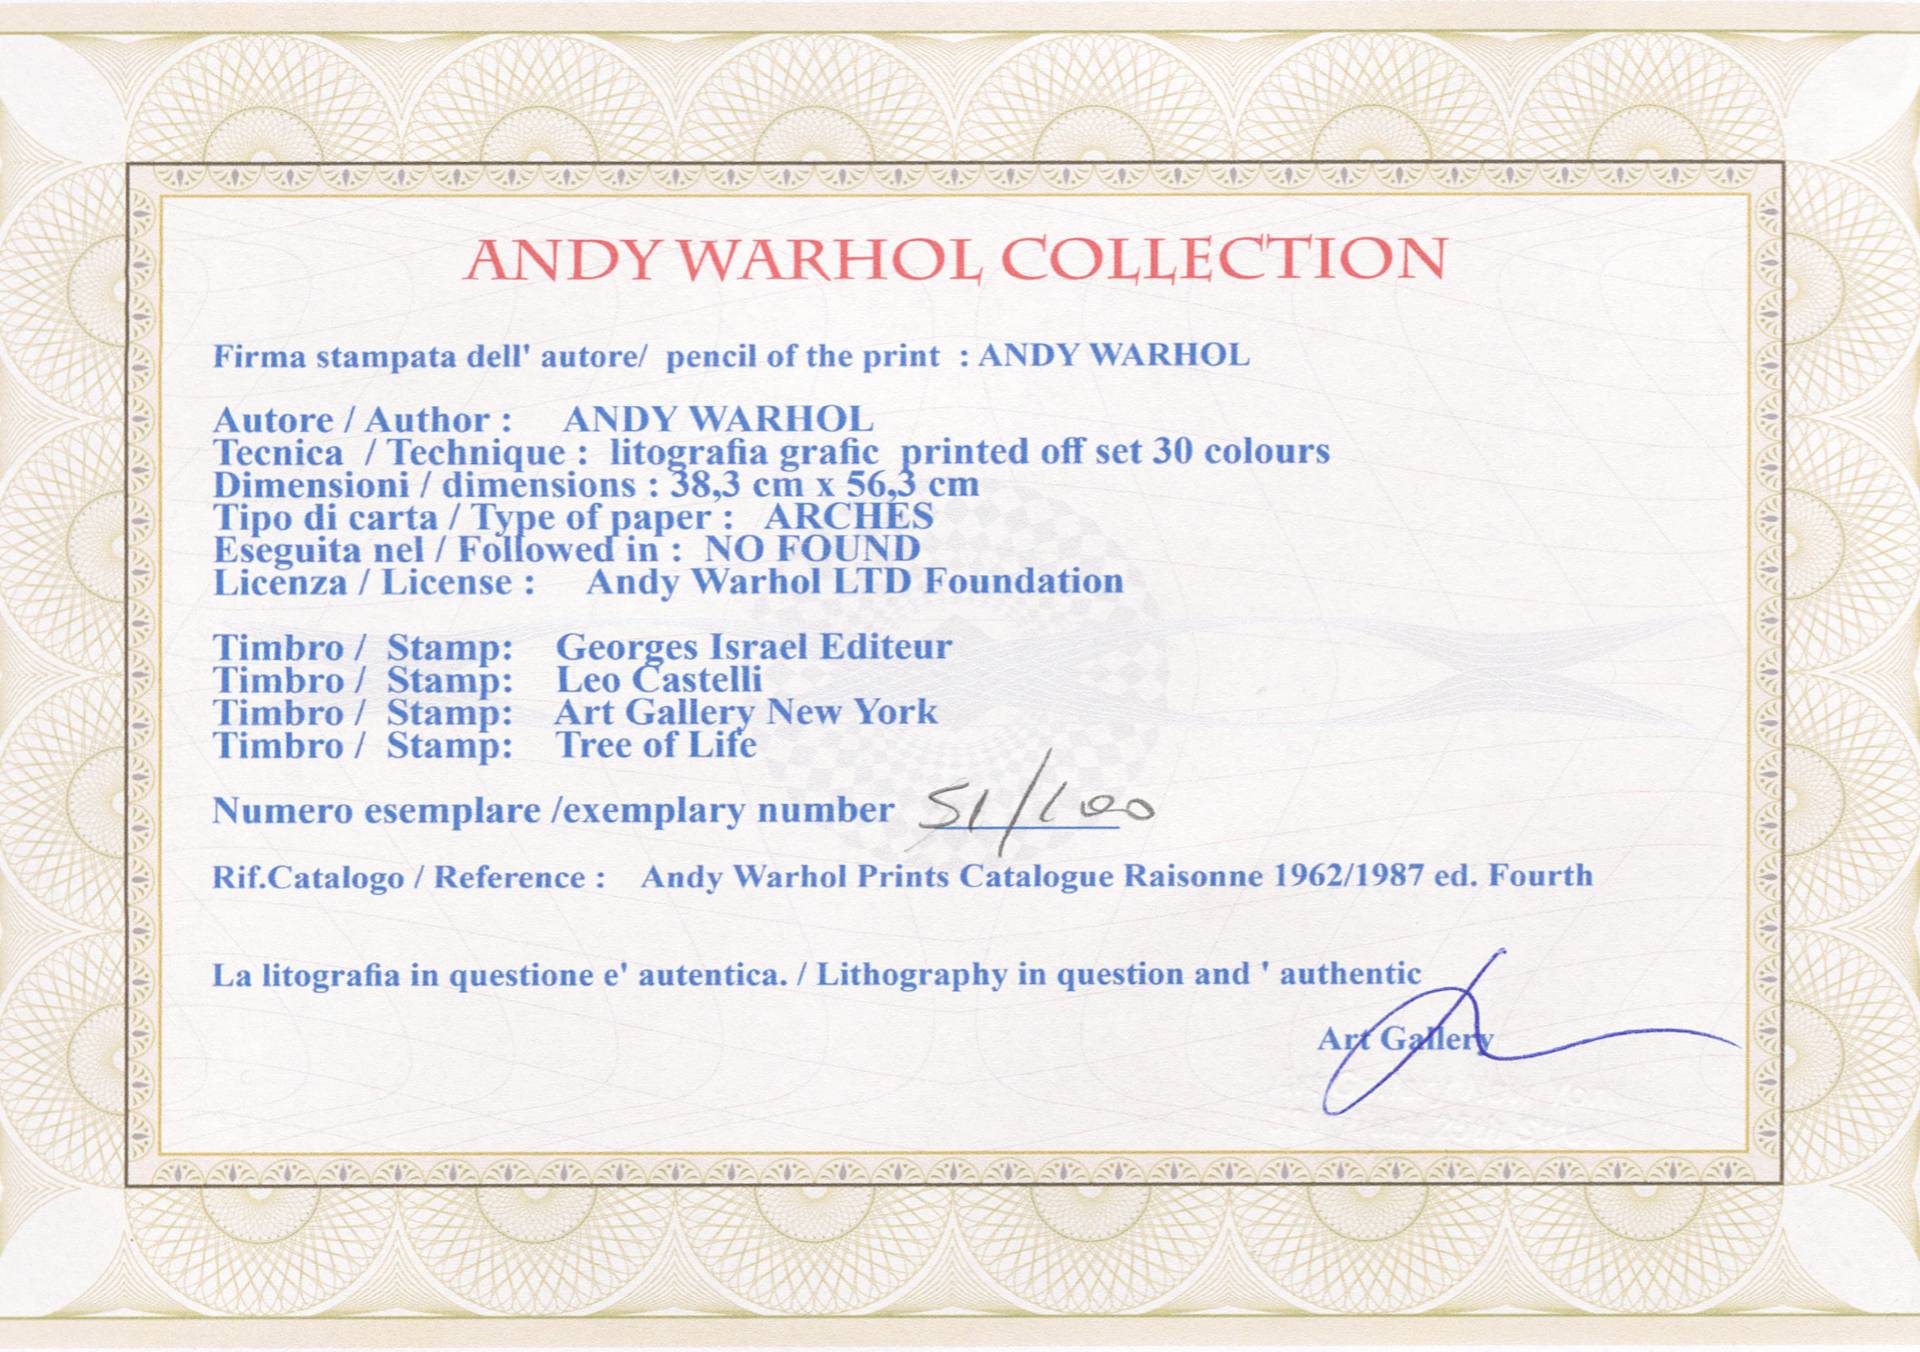 ANDY WARHOL COLLECTION
Firma stampata dell' autore/ pencil of the print : ANDY WARHOL
Autore / Author : ANDY WARHOL
Tecnica / Technique : litografia grafic printed off set 30 colours
Dimensioni / dimensions : 38,3 cm x 56,3 cm
Tipo di carta / Type of paper : ARCHES
Eseguita nel / Followed in : NO FOUND
Licenza / License : Andy Warhol LTD Foundation
Timbro / Stamp: Georges Israel Editeur
Timbro / Stamp: Leo Castelli
Timbro / Stamp: Art Gallery New York
Timbro / Stamp: Tree of Life
Numero esemplare /exemplary number 51/100
Rif.Catalogo / Reference : Andy Warhol Prints Catalogue Raisonne 1962/1987 ed. Fourth
La litografia in questione e' autentica. / Lithography in question and ' authentic
Art Gallery